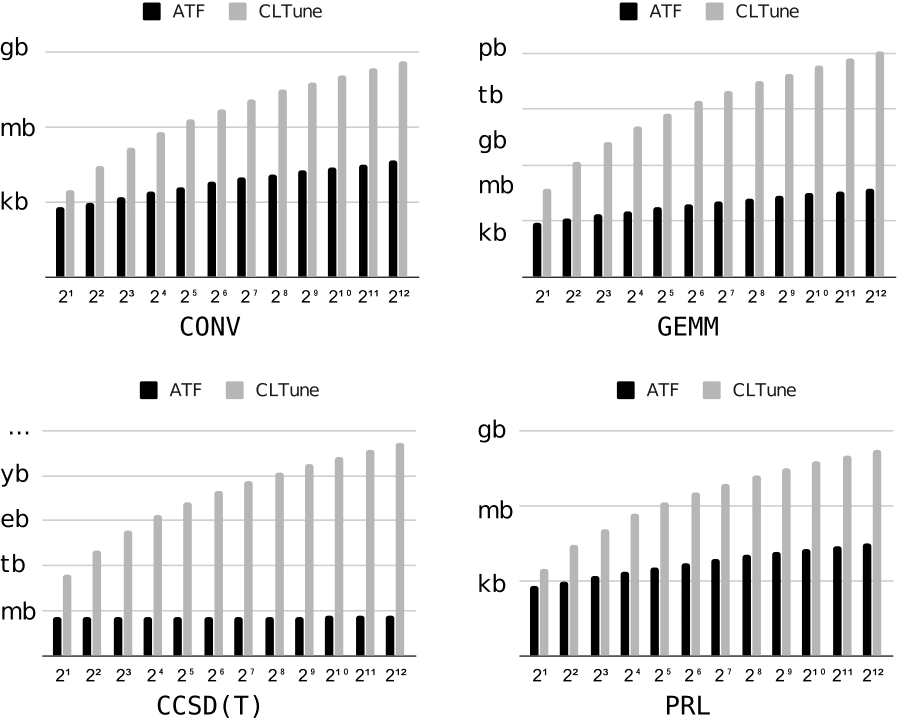 ATF CLTune
gb
mb
kb
2¹ 2² 2³ 2⁴ 2⁵ 2⁶ 2⁷ 2⁸ 2⁹ 2¹⁰ 2¹¹ 2¹²
CONV
ATF CLTune
pb
tb
gb
mb
kb
2¹ 2² 2³ 2⁴ 2⁵ 2⁶ 2⁷ 2⁸ 2⁹ 2¹⁰ 2¹¹ 2¹²
GEMM
ATF CLTune
...
yb
eb
tb
mb
2¹ 2² 2³ 2⁴ 2⁵ 2⁶ 2⁷ 2⁸ 2⁹ 2¹⁰ 2¹¹ 2¹²
CCSD(T)
ATF CLTune
gb
mb
kb
2¹ 2² 2³ 2⁴ 2⁵ 2⁶ 2⁷ 2⁸ 2⁹ 2¹⁰ 2¹¹ 2¹²
PRL